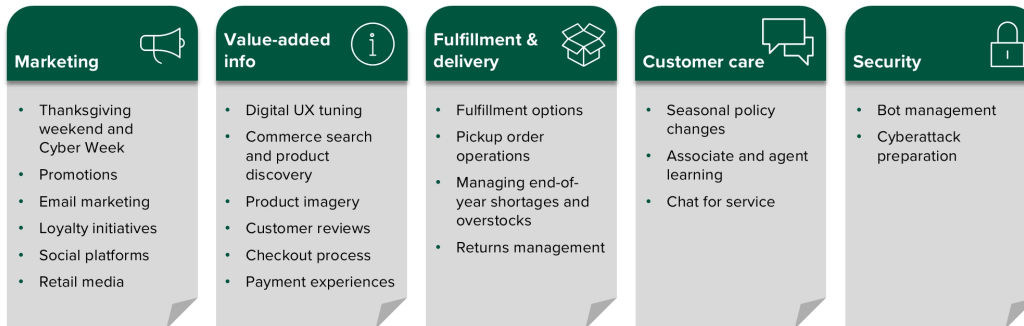 Marketing
• Thanksgiving
weekend and
Cyber Week
• Promotions
• Email marketing
• Loyalty initiatives
• Social platforms
• Retail media
Value-added
info
i
• Digital UX tuning
• Commerce search
and product
discovery
• Product imagery
• Customer reviews
• Checkout process
• Payment experiences
Fulfillment &
delivery
• Fulfillment options
• Pickup order
operations
• Managing end-of-
year shortages and
overstocks
• Returns management
Customer care
• Seasonal policy
changes
• Associate and agent
learning
• Chat for service
Security
• Bot management
• Cyberattack
preparation